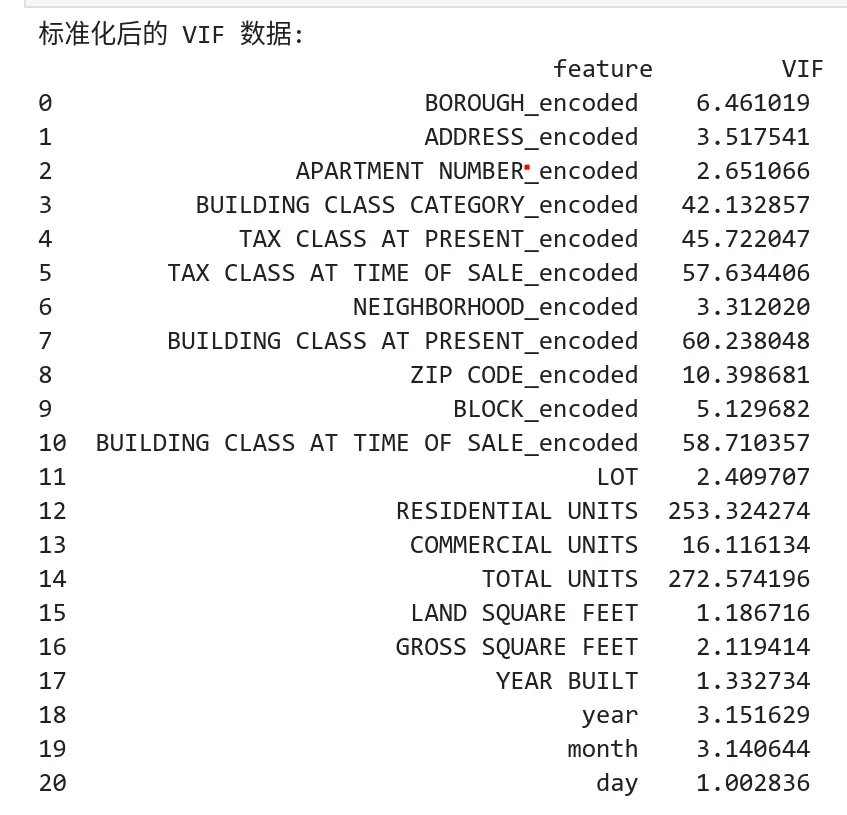 标准化后的 VIF 数据:
feature VIF
0 BOROUGH_encoded 6.461019
1 ADDRESS_encoded 3.517541
2 APARTMENT NUMBER_encoded 2.651066
3 BUILDING CLASS CATEGORY_encoded 42.132857
4 TAX CLASS AT PRESENT_encoded 45.722047
5 TAX CLASS AT TIME OF SALE_encoded 57.634406
6 NEIGHBORHOOD_encoded 3.312020
7 BUILDING CLASS AT PRESENT_encoded 60.238048
8 ZIP CODE_encoded 10.398681
9 BLOCK_encoded 5.129682
10 BUILDING CLASS AT TIME OF SALE_encoded 58.710357
11 LOT 2.409707
12 RESIDENTIAL UNITS 253.324274
13 COMMERCIAL UNITS 16.116134
14 TOTAL UNITS 272.574196
15 LAND SQUARE FEET 1.186716
16 GROSS SQUARE FEET 2.119414
17 YEAR BUILT 1.332734
18 year 3.151629
19 month 3.140644
20 day 1.002836